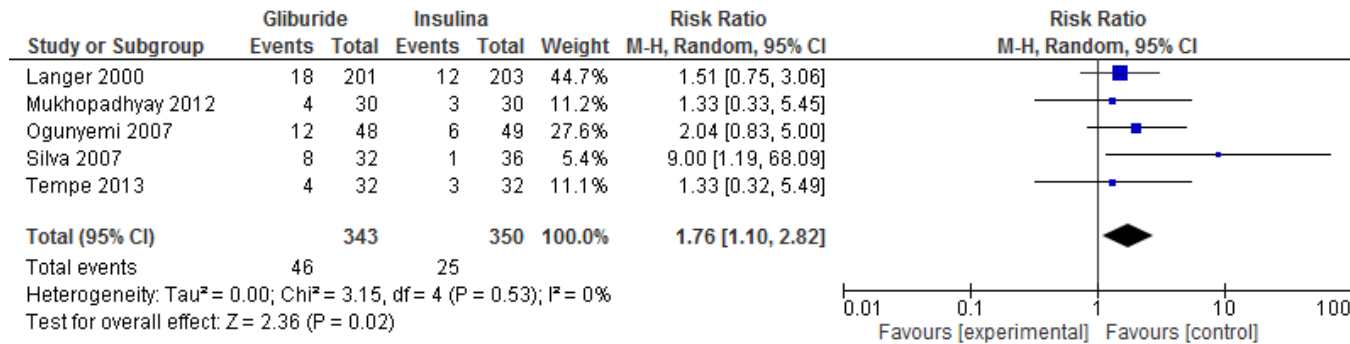 Gliburide Insulina Risk Ratio Risk Ratio
Study or Subgroup Events Total Events Total Weight M-H, Random, 95% CI M-H, Random, 95% CI
Langer 2000 18 201 12 203 44.7% 1.51 [0.75, 3.06]
Mukhopadhyay 2012 4 30 3 30 11.2% 1.33 [0.33, 5.45]
Ogunyemi 2007 12 48 6 49 27.6% 2.04 [0.83, 5.00]
Silva 2007 8 32 1 36 5.4% 9.00 [1.19, 68.09]
Tempe 2013 4 32 3 32 11.1% 1.33 [0.32, 5.49]
Total (95% CI) 343 350 100.0% 1.76 [1.10, 2.82]
Total events 46 25
Heterogeneity: Tau² = 0.00; Chi² = 3.15, df = 4 (P = 0.53); I² = 0%
Test for overall effect: Z = 2.36 (P = 0.02)
0.01 0.1 1 10 100
Favours [experimental] Favours [control]